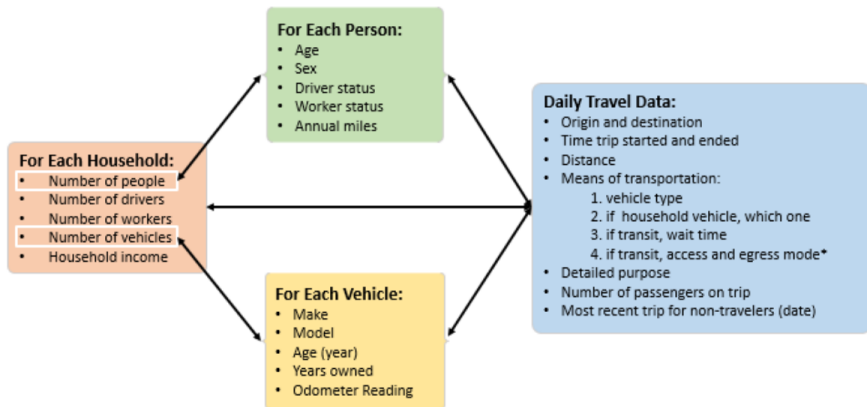 For Each Person:
• Age
• Sex
• Driver status
• Worker status
• Annual miles
For Each Household:
• Number of people
• Number of drivers
• Number of workers
• Number of vehicles
• Household income
For Each Vehicle:
• Make
• Model
• Age (year)
• Years owned
• Odometer Reading
Daily Travel Data:
• Origin and destination
• Time trip started and ended
• Distance
• Means of transportation:
1. vehicle type
2. if household vehicle, which one
3. if transit, wait time
4. if transit, access and egress mode*
• Detailed purpose
• Number of passengers on trip
• Most recent trip for non-travelers (date)